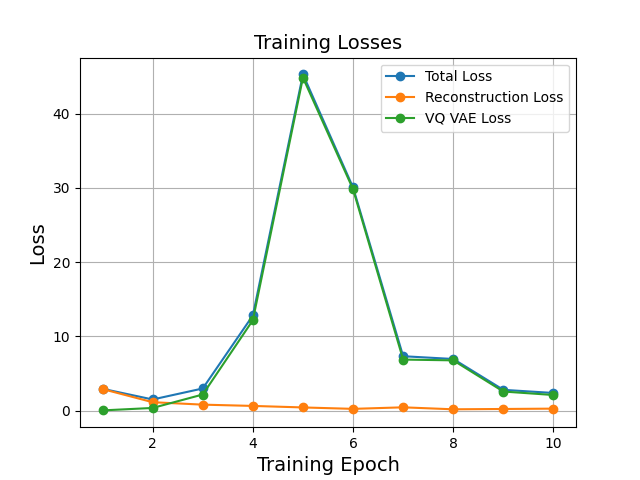 Training Losses
Total Loss
Reconstruction Loss
VQ VAE Loss
40
30
20
10
0
Loss
2 4 6 8 10
Training Epoch